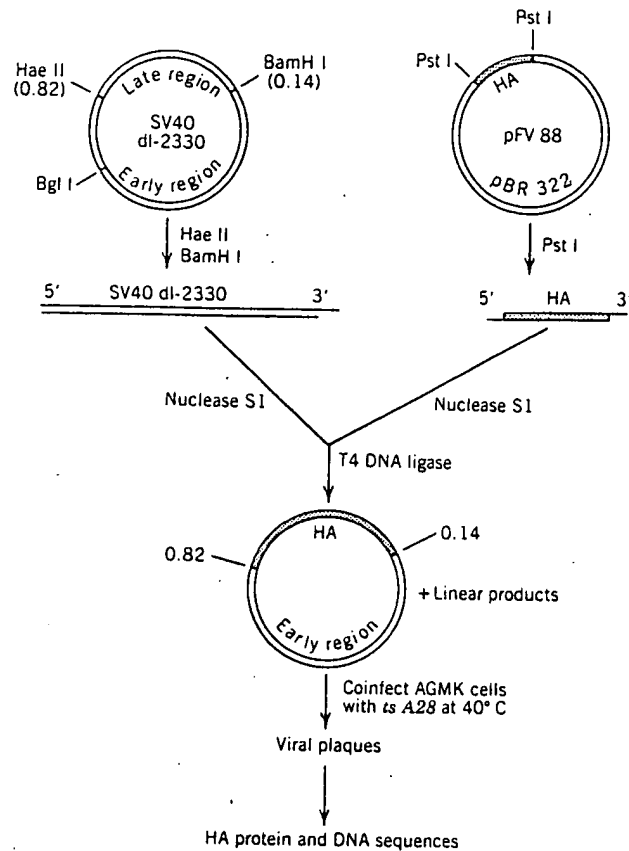 Hae II
(0.82)
BamH I
(0.14)
Late region
SV40
dl-2330
Early region
Bgl I
Pst I
Pst I
HA
pFV 88
pBR 322
Hae II
BamH I
Pst I
5' SV40 dl-2330 3'
5' HA 3'
Nuclease S1
Nuclease S1
T4 DNA ligase
HA
0.82
0.14
Early region
+ Linear products
Coinfect AGMK cells
with ts A28 at 40° C
Viral plaques
HA protein and DNA sequences